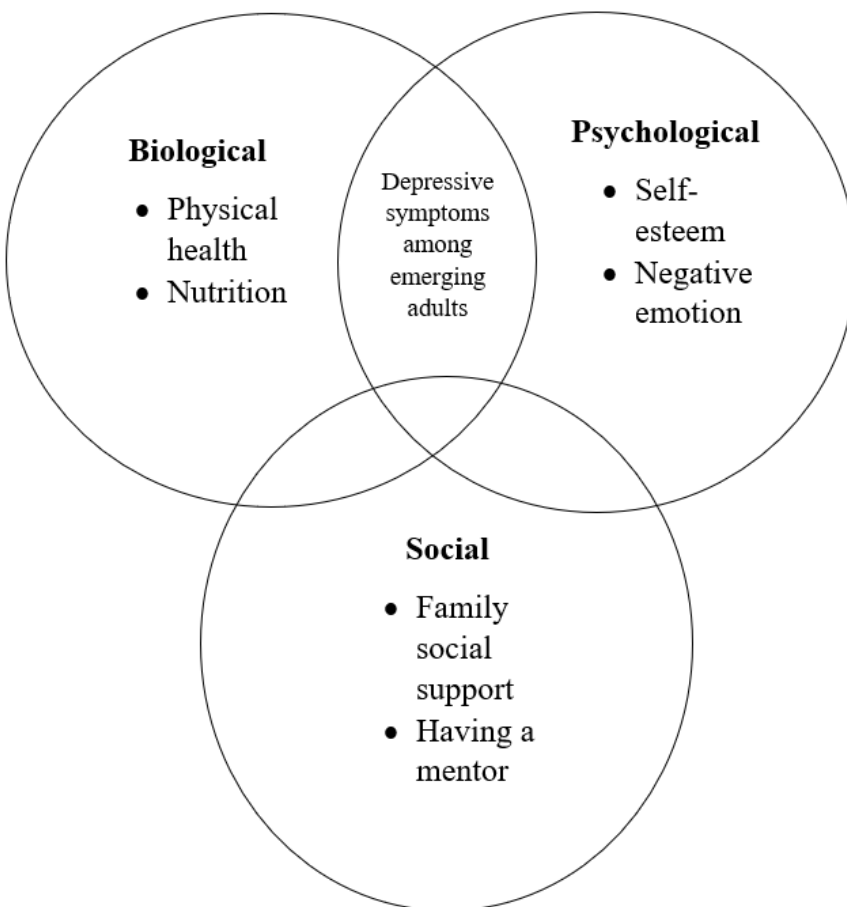 Biological
• Physical
health
• Nutrition
Depressive
symptoms
among
emerging
adults
Psychological
• Self-
esteem
• Negative
emotion
Social
• Family
social
support
• Having a
mentor